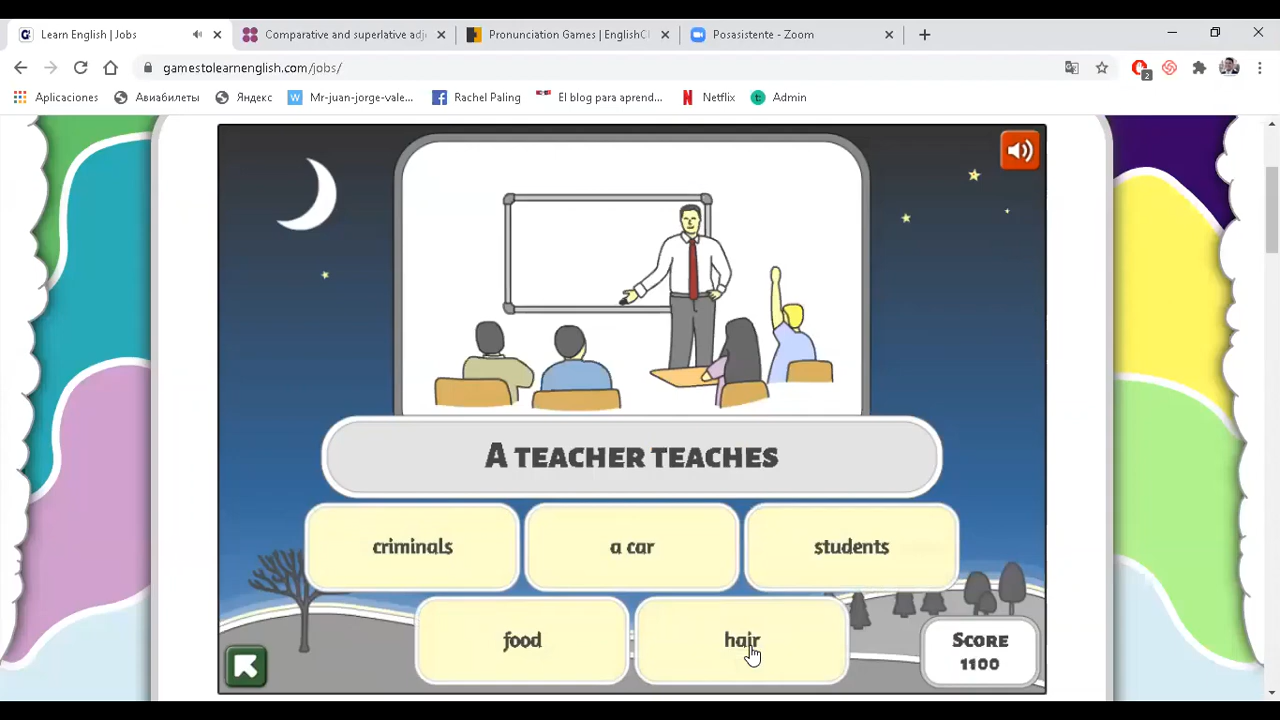 Learn English | Jobs
Comparative and superlative adj
Pronunciation Games | EnglishCl
Posasistente - Zoom
gamestolearnenglish.com/jobs/
2
Aplicaciones
Авиабилеты
Яндекс
W Mr-juan-jorge-vale...
Rachel Paling
El blog para aprend...
N Netflix
t Admin
A TEACHER TEACHES
criminals
a car
students
food
hair
SCORE
1100